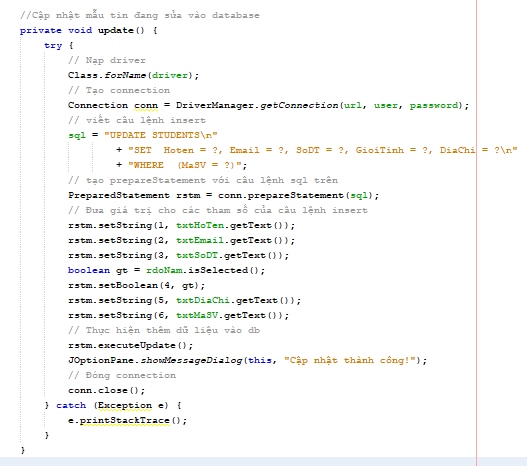 //Cập nhật mẫu tin đang sửa vào database
private void update() {
try {
// Nạp driver
Class.forName(driver);
// Tạo connection
Connection conn = DriverManager.getConnection(url, user, password);
// viết câu lệnh insert
sql = "UPDATE STUDENTS\n"
+ "SET  Hoten = ?, Email = ?, SoDT = ?, GioiTinh = ?, DiaChi = ?\n"
+ "WHERE  (MaSV = ?)";
// tạo prepareStatement với câu lệnh sql trên
PreparedStatement rstm = conn.prepareStatement(sql);
// Đưa giá trị cho các tham số của câu lệnh insert
rstm.setString(1, txtHoTen.getText());
rstm.setString(2, txtEmail.getText());
rstm.setString(3, txtSoDT.getText());
boolean gt = rdoNam.isSelected();
rstm.setBoolean(4, gt);
rstm.setString(5, txtDiaChi.getText());
rstm.setString(6, txtMaSV.getText());
// Thực hiện thêm dữ liệu vào db
rstm.executeUpdate();
JOptionPane.showMessageDialog(this, "Cập nhật thành công!");
// Đóng connection
conn.close();
} catch (Exception e) {
e.printStackTrace();
}
}